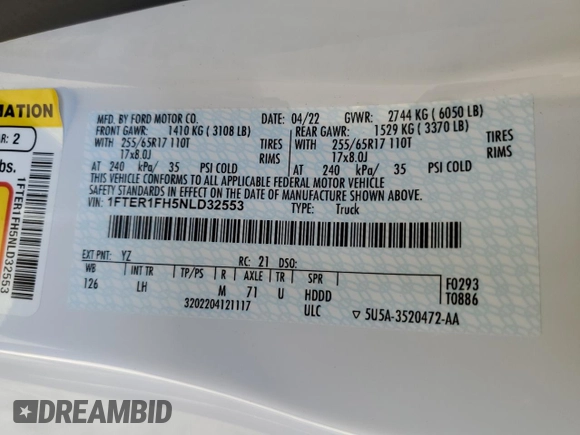 MATION
R: 2
lbs.
1FTER1FH5NLD32553
MFD. BY FORD MOTOR CO.
DATE: 04/22 GVWR: 2744 KG ( 6050 LB)
FRONT GAWR: 1410 KG ( 3108 LB)
REAR GAWR: 1529 KG ( 3370 LB)
WITH 255/65R17 110T TIRES
WITH 255/65R17 110T TIRES
17x8.0J RIMS
17x8.0J RIMS
AT 240 kPa/ 35 PSI COLD
AT 240 kPa/ 35 PSI COLD
THIS VEHICLE CONFORMS TO ALL APPLICABLE FEDERAL MOTOR VEHICLE
SAFETY STANDARDS IN EFFECT ON THE DATE OF MANUFACTURE SHOWN ABOVE.
VIN: 1FTER1FH5NLD32553 TYPE: Truck
EXT PNT: YZ RC: 21 DSO:
WB INT TR TP/PS R AXLE TR SPR
126 LH M 71 U HDDD
F0293
T0886
3202204121117 ULC
▽ 5U5A-3520472-AA
DREAMBID